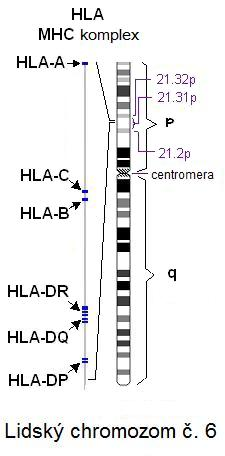 HLA
MHC komplex
HLA-A
21.32p
21.31p
p
21.2p
HLA-C
centromera
HLA-B
q
HLA-DR
HLA-DQ
HLA-DP
Lidský chromozom č. 6